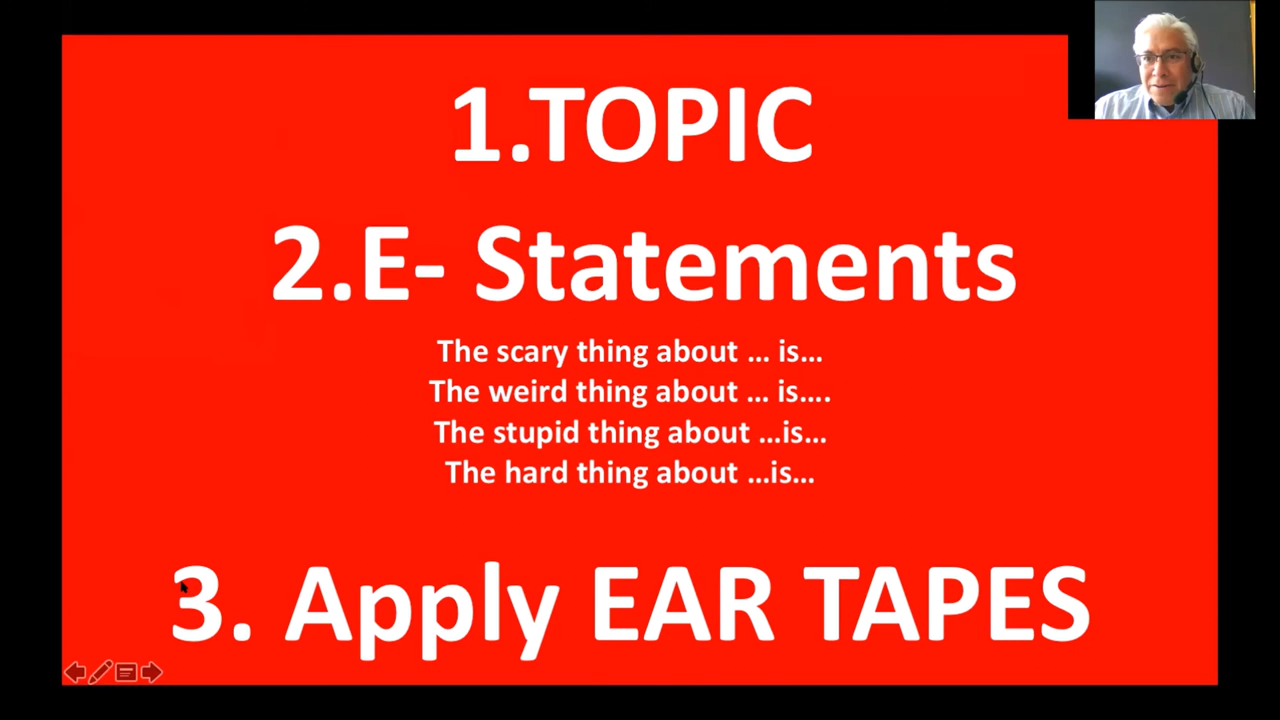 1.TOPIC
2.E- Statements
The scary thing about ... is...
The weird thing about ... is....
The stupid thing about ...is...
The hard thing about ...is...
3. Apply EAR TAPES